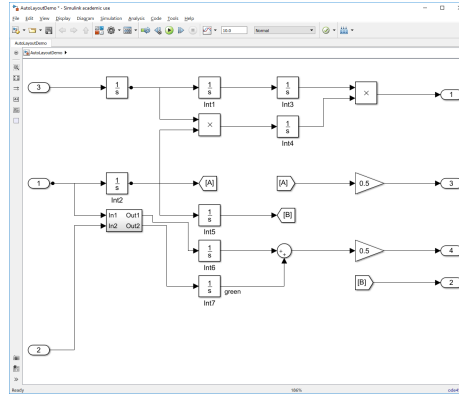 AutoLayoutDemo * - Simulink academic use
File Edit View Display Diagram Simulation Analysis Code Tools Help
10.0 Normal
AutoLayoutDemo
AutoLayoutDemo
3 1 s 1 s Int1 1 s Int3 × 1
× 1 s Int4
1 1 s Int2 [A] [A] 0.5 3
In1 Out1 1 s Int5 [B]
In2 Out2
1 s Int6 + + 0.5 4
1 s Int7 green [B] 2
2
Ready 186%